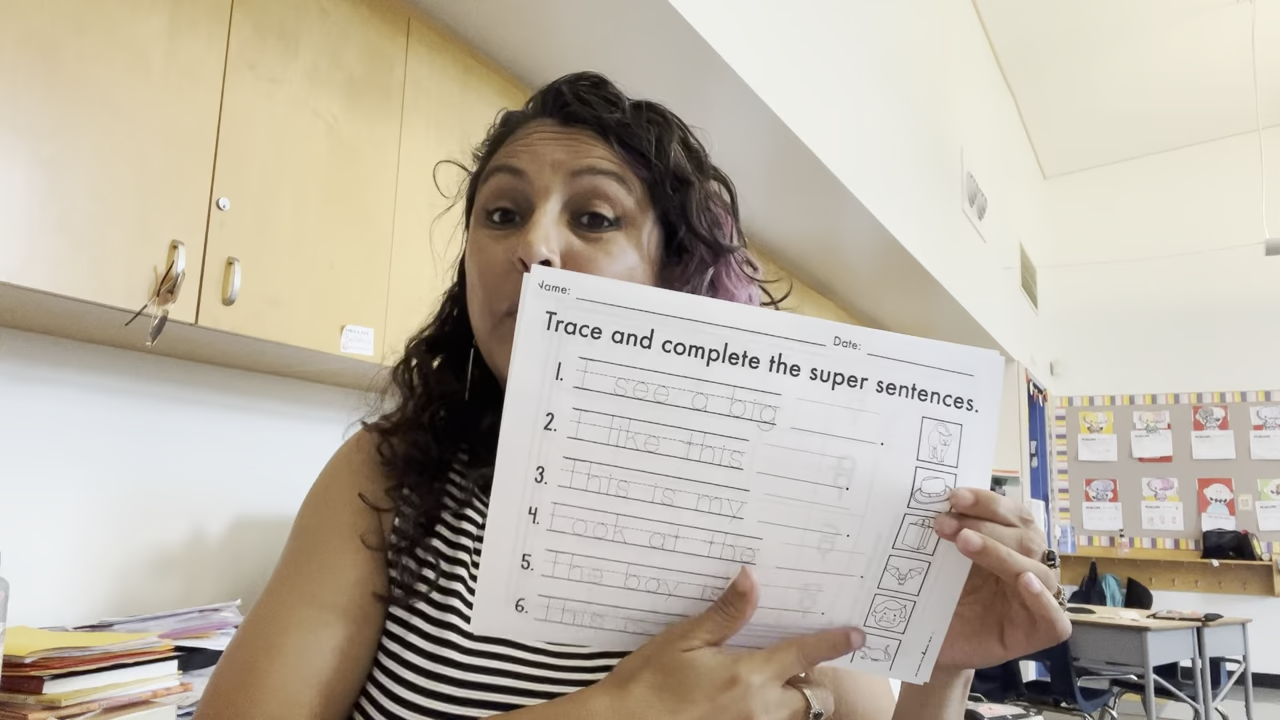 Name: Date:
Trace and complete the super sentences.
1. I see a big .
2. I like this .
3. This is my .
4. Look at the .
5. The boy is .
6. This